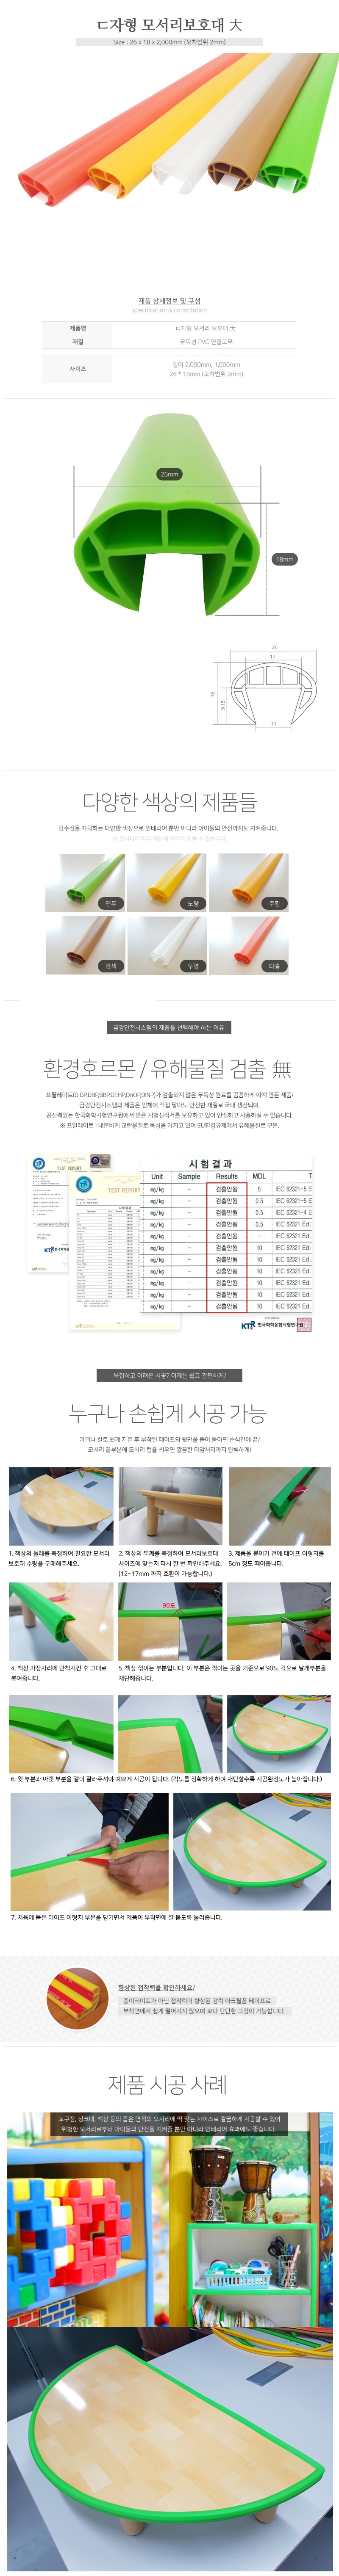 ㄷ자형 모서리보호대 大
Size : 26 x 18 x 2,000mm (오차범위 2mm)
제품 상세정보 및 구성
specification & constitution
제품명 ㄷ자형 모서리 보호대 大
재질 무독성 PVC 연질고무
사이즈 길이 2,000mm, 1,000mm
26 * 18mm (오차범위 2mm)
26mm
18mm
26
17
18
9.15
11
다양한 색상의 제품들
감수성을 자극하는 다양한 색상으로 인테리어 뿐만 아니라 아이들의 안전까지도 지켜줍니다.
연두
노랑
주황
밤색
투명
다홍
금강안전시스템의 제품을 선택해야 하는 이유
환경호르몬 / 유해물질 검출 無
프탈레이트(DIDP,DBP,BBP,DEHP,DnOP,DINP)가 검출되지 않은 무독성 원료를 꼼꼼하게 따져 만든 제품!
금강안전시스템의 제품은 인체에 직접 닿아도 안전한 재질로 국내 생산되며,
공신력있는 한국화학시험연구원에서 받은 시험성적서를 보유하고 있어 안심하고 사용하실 수 있습니다.
※ 프탈레이트 : 내분비계 교란물질로 독성을 가지고 있어 EU환경규제에서 유해물질로 구분.
TEST REPORT
TEST REPORT
시 험 결 과
Unit Sample Results MDL T
mg/kg - 검출안됨 5 IEC 62321-5 E
mg/kg - 검출안됨 0.5 IEC 62321-5 E
mg/kg - 검출안됨 0.5 IEC 62321-4 E
mg/kg - 검출안됨 - IEC 62321 Ed.
mg/kg - 검출안됨 10 IEC 62321 Ed.
mg/kg - 검출안됨 10 IEC 62321 Ed.
mg/kg - 검출안됨 10 IEC 62321 Ed.
mg/kg - 검출안됨 10 IEC 62321 Ed.
mg/kg - 검출안됨 10 IEC 62321 Ed.
mg/kg - 검출안됨 10 IEC 62321 Ed.
KTR
KTR 한국화학융합시험연구원
복잡하고 어려운 시공? 이제는 쉽고 간편하게!
누구나 손쉽게 시공 가능
가위나 칼로 쉽게 자른 후 부착된 테이프의 뒷면을 뜯어 붙이면 순식간에 끝!
모서리 끝부분에 모서리 캡을 씌우면 깔끔한 마감처리까지 완벽하게!
1. 책상의 둘레를 측정하여 필요한 모서리
보호대 수량을 구매해주세요.
2. 책상의 두께를 측정하여 모서리보호대
사이즈에 맞는지 다시 한 번 확인해주세요.
(12~17mm 까지 호환이 가능합니다.)
3. 제품을 붙이기 전에 테이프 이형지를
5cm 정도 떼어줍니다.
90도
4. 책상 가장자리에 안착시킨 후 그대로
붙여줍니다.
5. 책상 꺾이는 부분입니다. 이 부분은 꺾이는 곳을 기준으로 90도 각으로 날개부분을
재단해줍니다.
6. 윗 부분과 아랫 부분을 같이 잘라주셔야 예쁘게 시공이 됩니다. (각도를 정확하게 하여 재단할수록 시공완성도가 높아집니다.)
7. 처음에 뜯은 테이프 이형지 부분을 당기면서 제품이 부착면에 잘 붙도록 눌러줍니다.
향상된 접착력을 확인하세요!
종이테이프가 아닌 접착력이 향상된 강력 아크릴폼 테이프로
부착면에서 쉽게 떨어지지 않으며 보다 단단한 고정이 가능합니다.
제품 시공 사례
교구장, 싱크대, 책상 등의 좁은 면적의 모서리에 딱 맞는 사이즈로 깔끔하게 시공할 수 있어
위험한 모서리로부터 아이들의 안전을 지켜줄 뿐만 아니라 인테리어 효과에도 좋습니다.